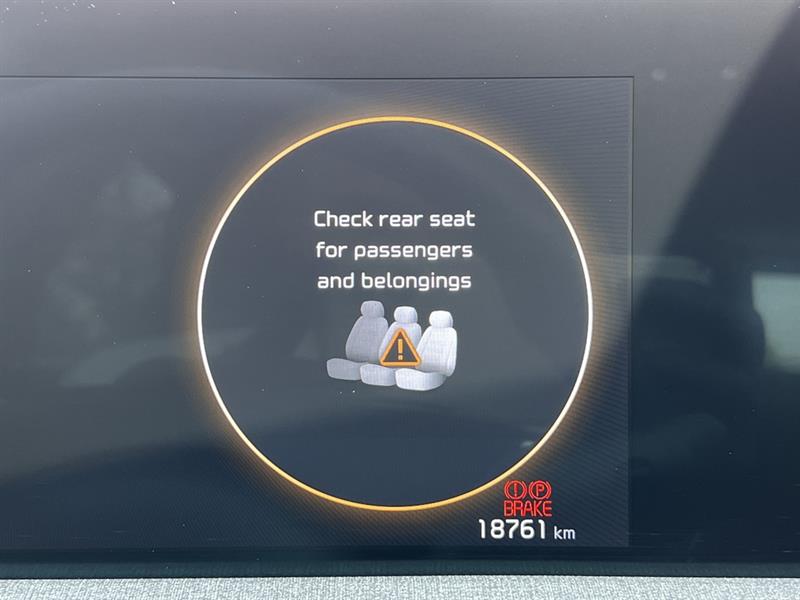 Check rear seat
for passengers
and belongings
BRAKE
18761 km